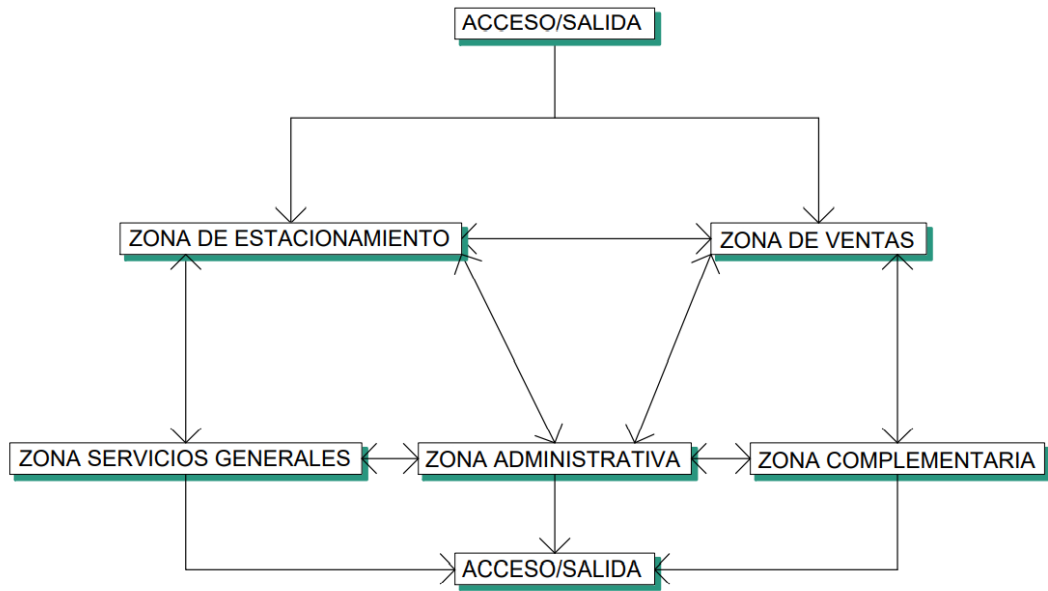 ACCESO/SALIDA
ZONA DE ESTACIONAMIENTO
ZONA DE VENTAS
ZONA SERVICIOS GENERALES
ZONA ADMINISTRATIVA
ZONA COMPLEMENTARIA
ACCESO/SALIDA